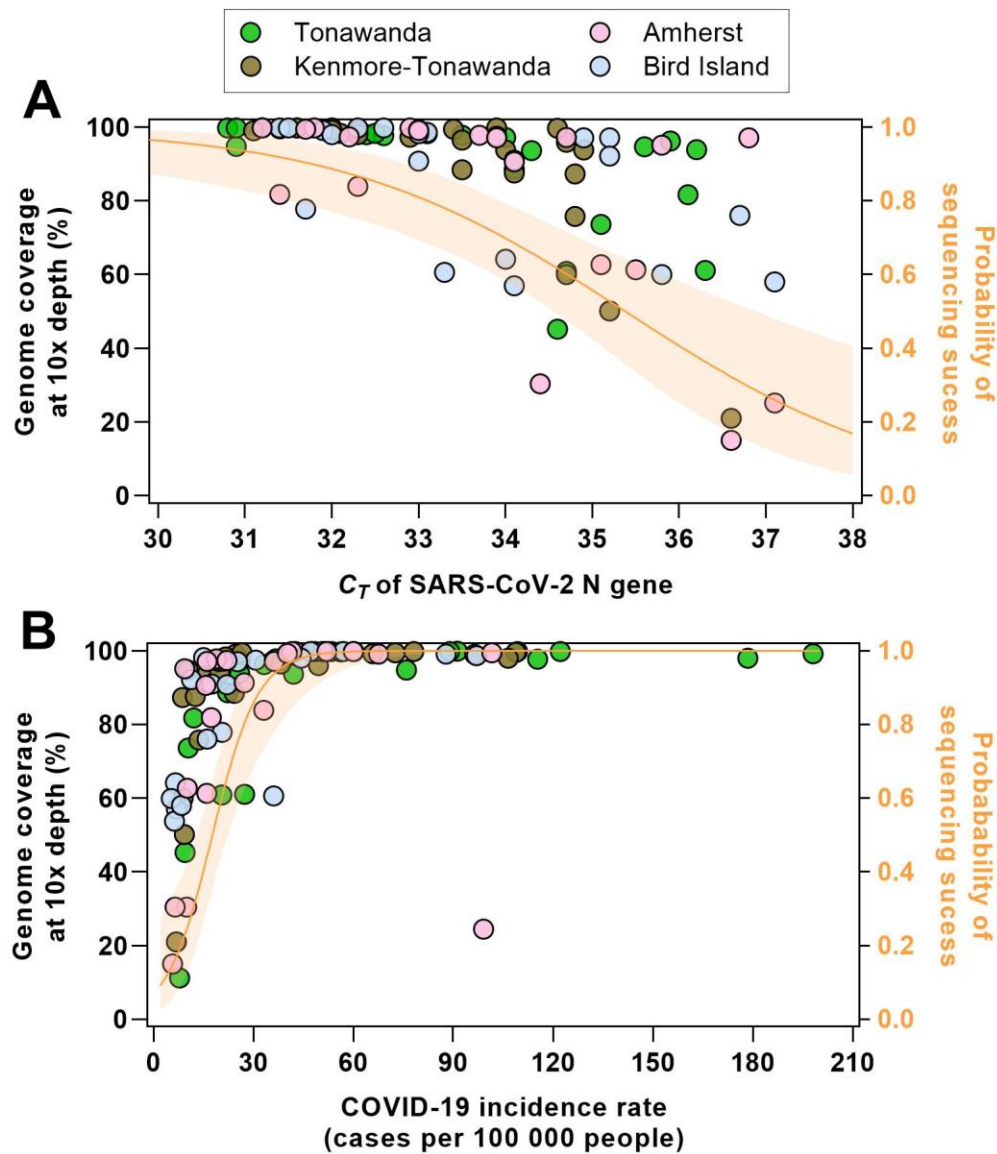 Tonawanda
Kenmore-Tonawanda
Amherst
Bird Island
A
Genome coverage
at 10x depth (%)
100
80
60
40
20
0
30 31 32 33 34 35 36 37 38
C_T of SARS-CoV-2 N gene
1.0
0.8
0.6
0.4
0.2
0.0
Probability of
sequencing sucess
B
Genome coverage
at 10x depth (%)
100
80
60
40
20
0
0 30 60 90 120 150 180 210
COVID-19 incidence rate
(cases per 100 000 people)
1.0
0.8
0.6
0.4
0.2
0.0
Probabability of
sequencing sucess